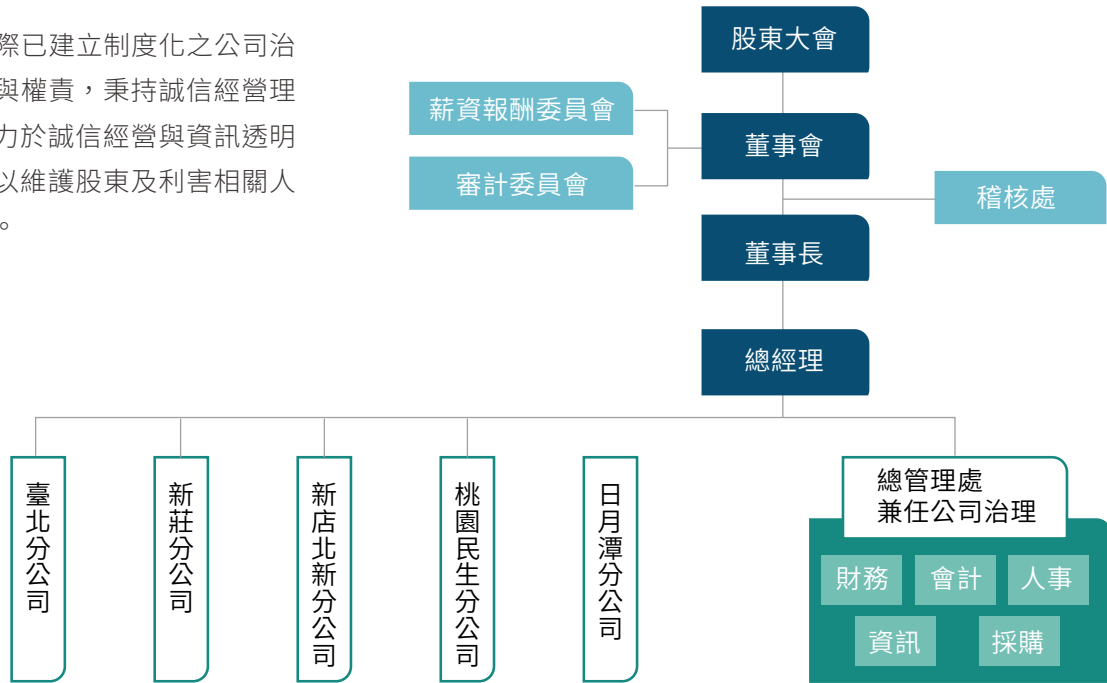 際已建立制度化之公司治
與權責，秉持誠信經營理
力於誠信經營與資訊透明
以維護股東及利害相關人
。
股東大會
薪資報酬委員會
董事會
審計委員會
稽核處
董事長
總經理
臺北分公司
新莊分公司
新店北新分公司
桃園民生分公司
日月潭分公司
總管理處
兼任公司治理
財務 會計 人事
資訊 採購